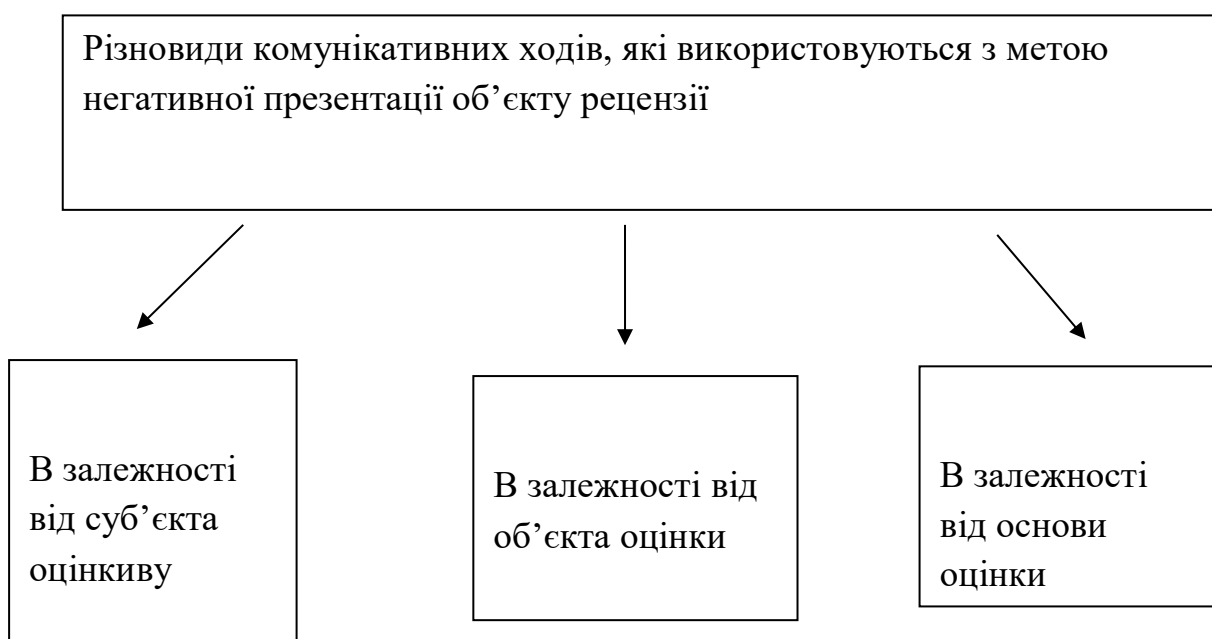 Різновиди комунікативних ходів, які використовуються з метою
негативної презентації об’єкту рецензії
В залежності
від суб’єкта
оцінкиву
В залежності від
об’єкта оцінки
В залежності
від основи
оцінки